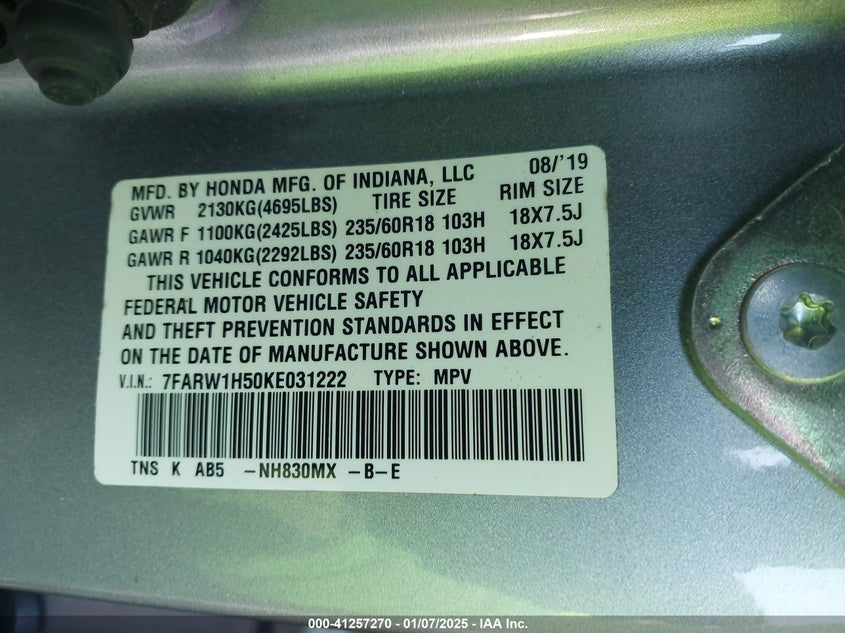 MFD. BY HONDA MFG. OF INDIANA, LLC 08/'19
GVWR 2130KG(4695LBS) TIRE SIZE RIM SIZE
GAWR F 1100KG(2425LBS) 235/60R18 103H 18X7.5J
GAWR R 1040KG(2292LBS) 235/60R18 103H 18X7.5J
THIS VEHICLE CONFORMS TO ALL APPLICABLE
FEDERAL MOTOR VEHICLE SAFETY
AND THEFT PREVENTION STANDARDS IN EFFECT
ON THE DATE OF MANUFACTURE SHOWN ABOVE.
V.I.N.: 7FARW1H50KE031222 TYPE: MPV
TNS K AB5 -NH830MX -B-E
000-41257270 - 01/07/2025 - IAA Inc.